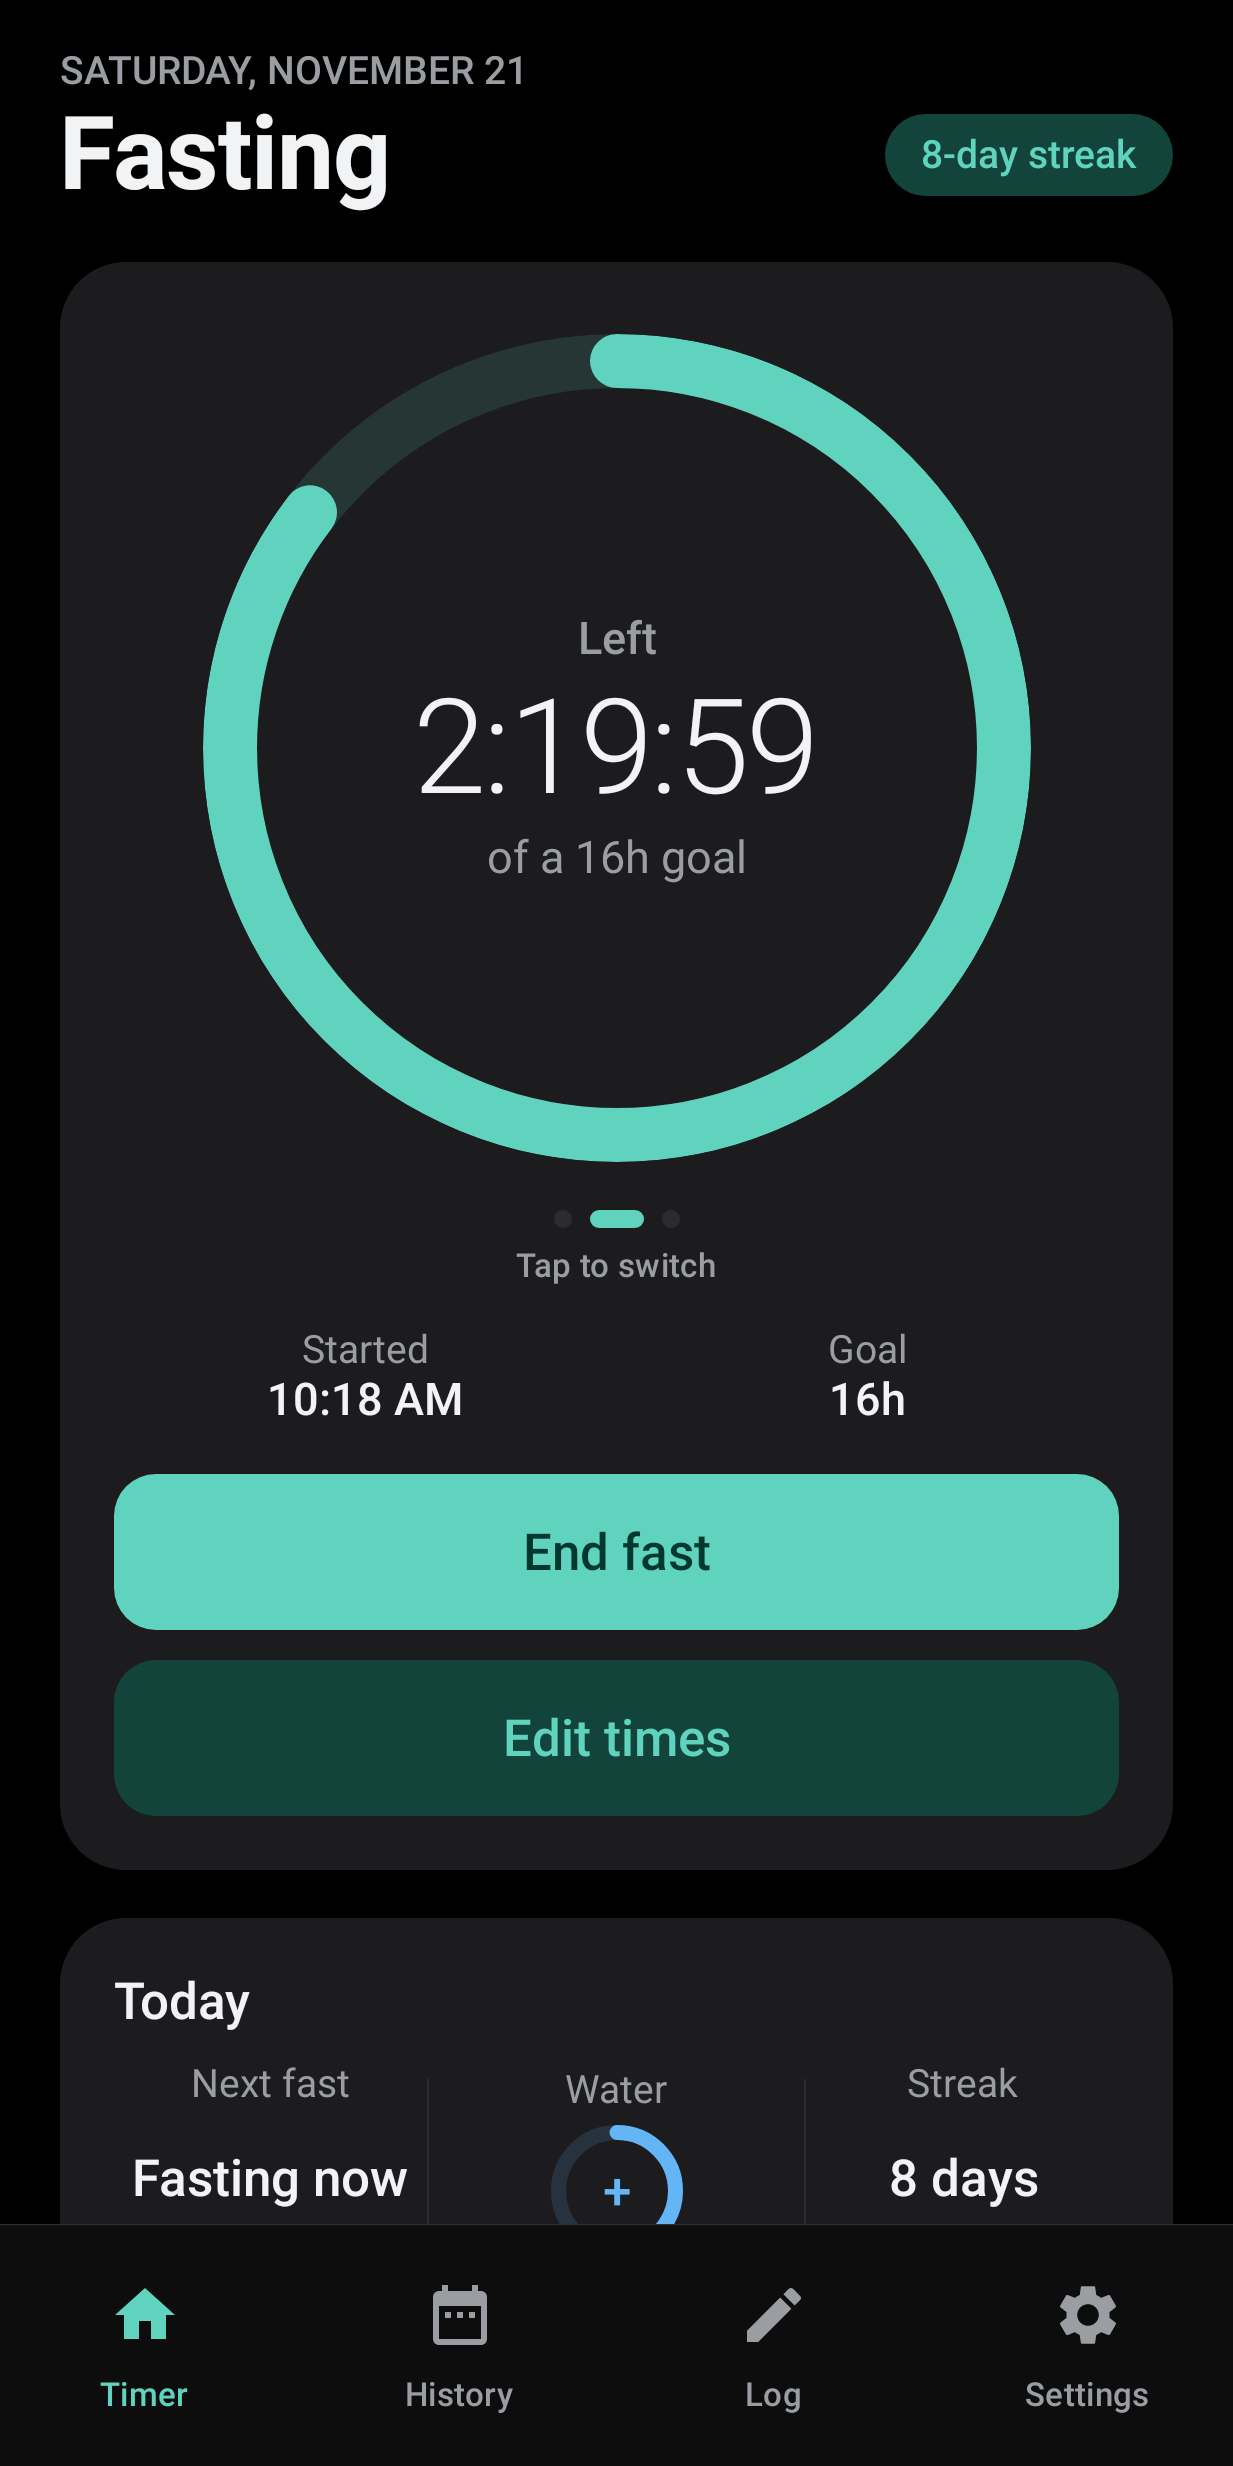 SATURDAY, NOVEMBER 21
Fasting
8-day streak
Left
2:19:59
of a 16h goal
Tap to switch
Started
10:18 AM
Goal
16h
End fast
Edit times
Today
Next fast
Fasting now
Water
+
Streak
8 days
Timer
History
Log
Settings